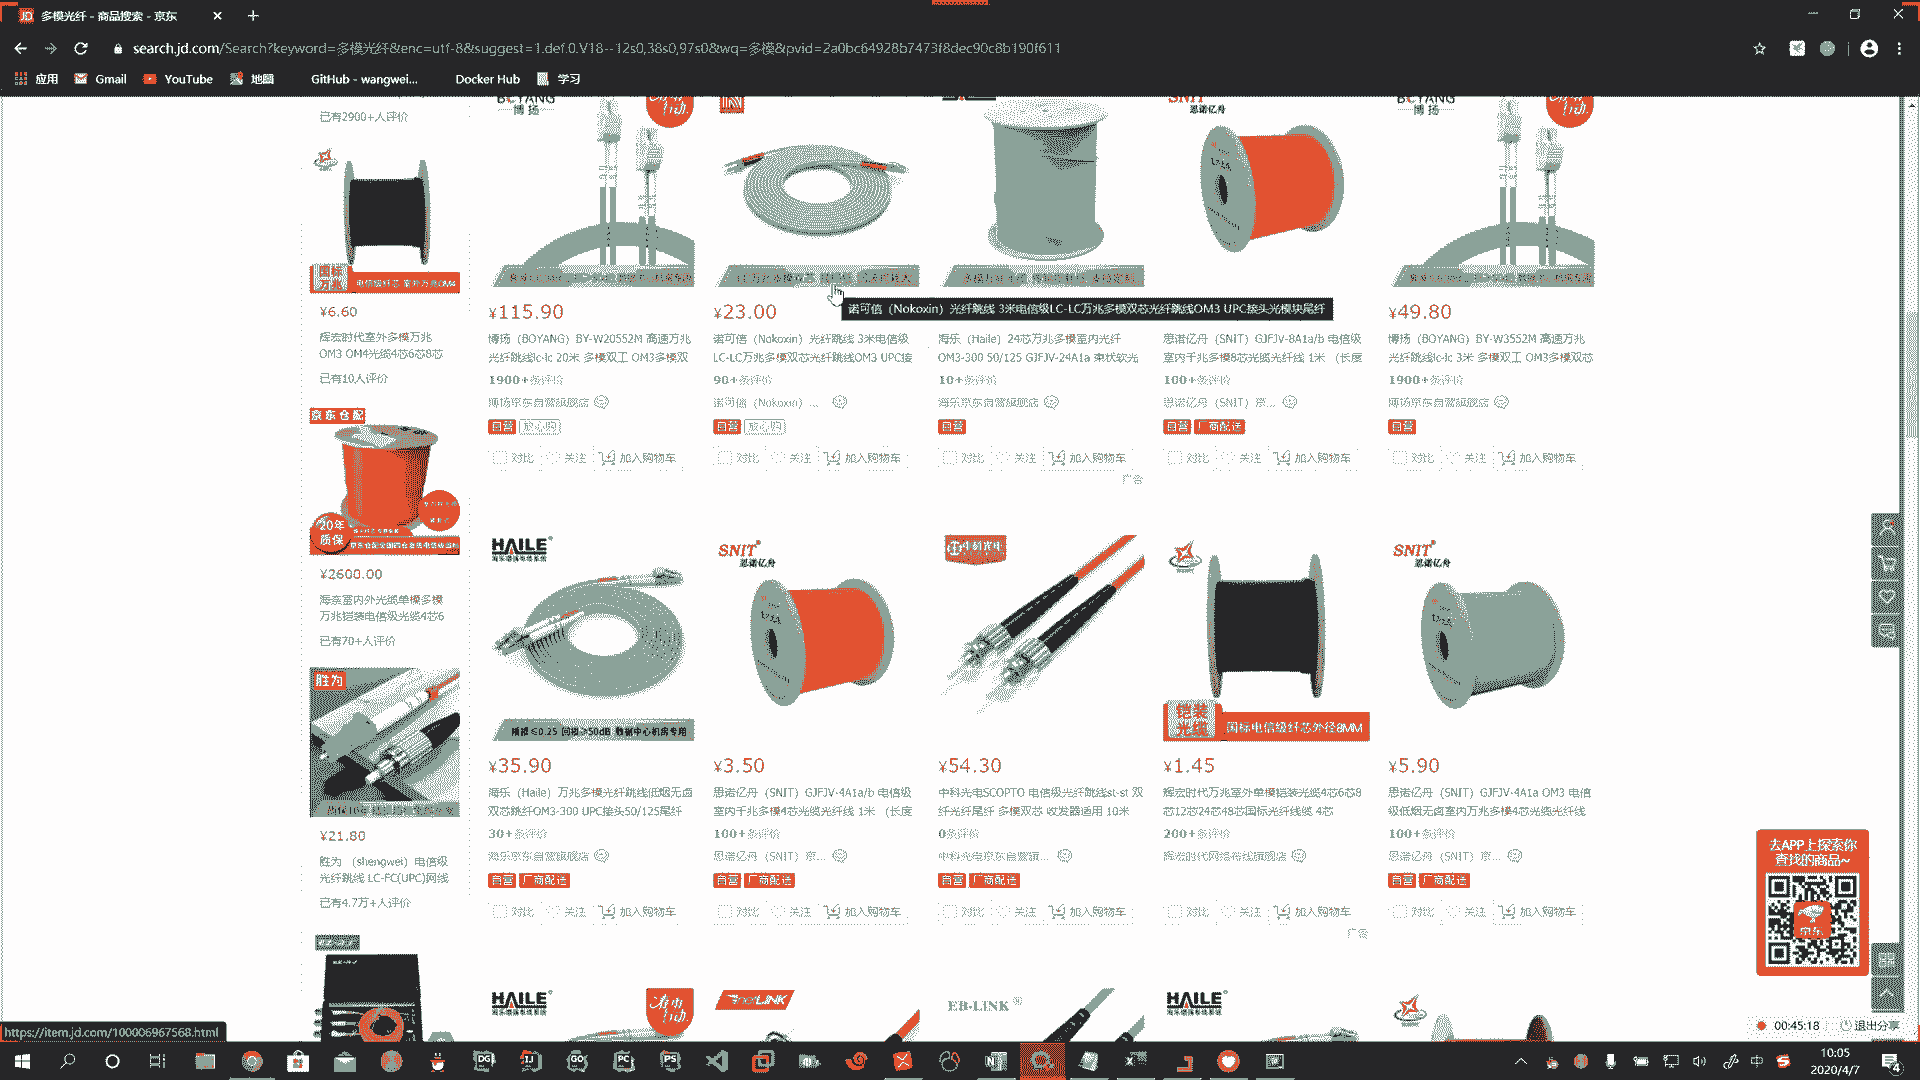 多模光纤 - 商品搜索 - 京东
search.jd.com/Search?keyword=多模光纤&enc=utf-8&suggest=1.def.0.V18--12s0,38s0,97s0&wq=多模&pvid=2a0bc64928b7473f8dec90c8b190f611
应用 Gmail YouTube 地图 GitHub - wangwei... Docker Hub 学习
已有2900+人评价
BOYANG
博扬
SNIT
思诺亿舟
BOYANG
博扬
国标
万兆
¥6.60
辉宏时代室外多模万兆
OM3 OM4光缆4芯6芯8芯
已有10人评价
¥115.90
博扬（BOYANG）BY-W20552M 高速万兆
光纤跳线lc-lc 20米 多模双工 OM3多模双
1900+条评价
博扬京东自营旗舰店
自营 放心购
对比 关注 加入购物车
¥23.00
诺可信（Nokoxin）光纤跳线 3米电信级LC-LC万兆多模双芯光纤跳线OM3 UPC接头光模块尾纤
诺可信（Nokoxin）光纤跳线 3米电信级
LC-LC万兆多模双芯光纤跳线OM3 UPC接
90+条评价
诺可信（Nokoxin）...
自营 放心购
对比 关注 加入购物车
海乐（Haile）24芯万兆多模室内光纤
OM3-300 50/125 GJFJV-24A1a 束状软光
10+条评价
海乐京东自营旗舰店
自营
对比 关注 加入购物车
广告
思诺亿舟（SNIT）GJFJV-8A1a/b 电信级
室内千兆多模8芯光缆光纤线 1米 （长度
100+条评价
思诺亿舟（SNIT）京...
自营 厂商配送
对比 关注 加入购物车
¥49.80
博扬（BOYANG）BY-W3552M 高速万兆
光纤跳线lc-lc 3米 多模双工 OM3多模双芯
1900+条评价
博扬京东自营旗舰店
自营
对比 关注 加入购物车
京东仓配
20年
质保
¥2600.00
海奈室内外光缆单模多模
万兆铠装电信级光缆4芯6
已有70+人评价
胜为
¥21.80
胜为 （shengwei）电信级
光纤跳线 LC-FC(UPC)网线
已有4.7万+人评价
HAILE
插损≤0.25 回损≥50dB 数据中心机房专用
¥35.90
海乐（Haile）万兆多模光纤跳线低烟无卤
双芯跳纤OM3-300 UPC接头50/125尾纤
30+条评价
海乐京东自营旗舰店
自营 厂商配送
对比 关注 加入购物车
SNIT
思诺亿舟
¥3.50
思诺亿舟（SNIT）GJFJV-4A1a/b 电信级
室内千兆多模4芯光缆光纤线 1米 （长度
100+条评价
思诺亿舟（SNIT）京...
自营 厂商配送
对比 关注 加入购物车
中科光电
¥54.30
中科光电SCOPTO 电信级光纤跳线st-st 双
纤光纤尾纤 多模双芯 收发器适用 10米
0条评价
中科光电京东自营旗...
自营 厂商配送
对比 关注 加入购物车
铠装
光缆
国标电信级纤芯外径8MM
¥1.45
辉宏时代万兆室外单模铠装光缆4芯6芯8
芯12芯24芯48芯国标光纤线缆 4芯
200+条评价
辉宏时代网络布线旗舰店
对比 关注 加入购物车
广告
SNIT
思诺亿舟
¥5.90
思诺亿舟（SNIT）GJFJV-4A1a OM3 电信
级低烟无卤室内万兆多模4芯光缆光纤线
100+条评价
思诺亿舟（SNIT）京...
自营 厂商配送
对比 关注 加入购物车
去APP上探索你
查找的商品~
京东
HAILE
EB-LINK
HAILE
https://item.jd.com/100006967568.html
00:45:18 退出分享
中
10:05
2020/4/7
4